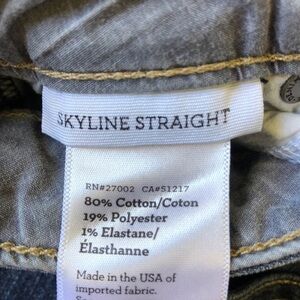 SKYLINE STRAIGHT
RN#27002 CA#51217
80% Cotton/Coton
19% Polyester
1% Elastane/
Élasthanne
Made in the USA of
imported fabric.